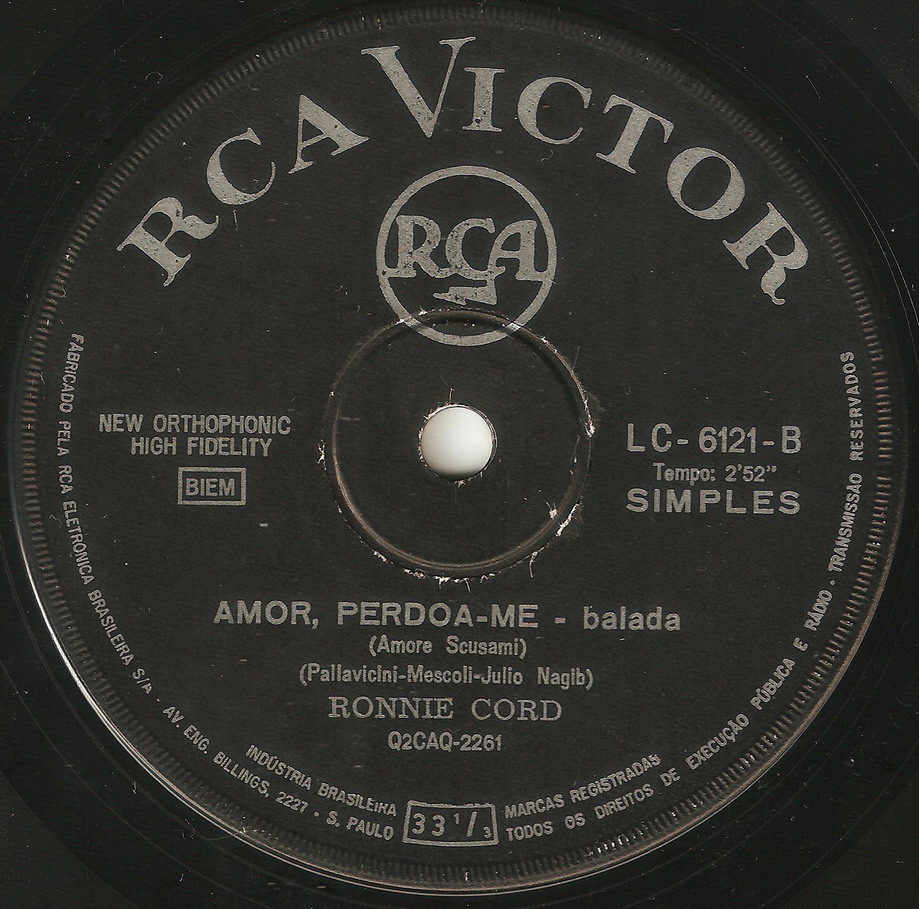 RCA VICTOR
RCA
NEW ORTHOPHONIC
HIGH FIDELITY
BIEM
LC-6121-B
Tempo: 2'52"
SIMPLES
AMOR, PERDOA-ME - balada
(Amore Scusami)
(Pallavicini-Mescoli-Julio Nagib)
RONNIE CORD
Q2CAQ-2261
FABRICADO PELA RCA ELETRÔNICA BRASILEIRA S/A - AV. ENG. BILLINGS, 2227 - S. PAULO
INDÚSTRIA BRASILEIRA
33 1/3
MARCAS REGISTRADAS
TODOS OS DIREITOS DE EXECUÇÃO PÚBLICA E RÁDIO - TRANSMISSÃO RESERVADOS